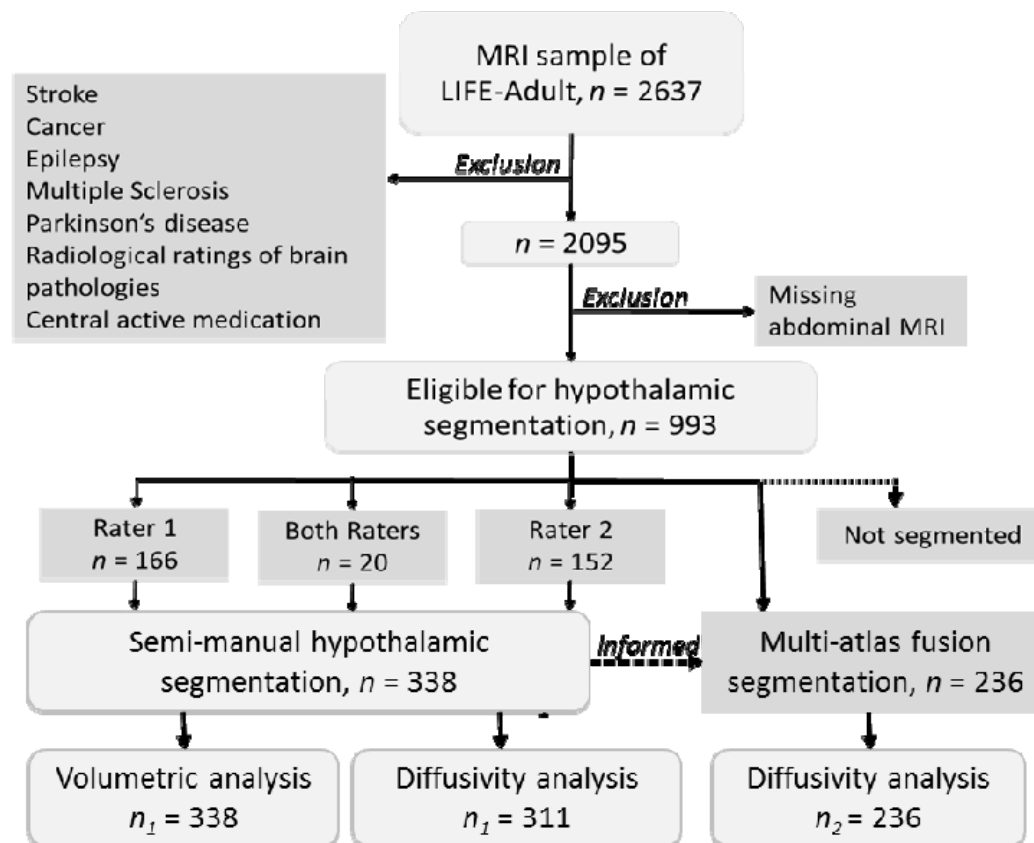 MRI sample of
LIFE-Adult, n = 2637
Stroke
Cancer
Epilepsy
Multiple Sclerosis
Parkinson's disease
Radiological ratings of brain
pathologies
Central active medication
Exclusion
n = 2095
Exclusion
Missing
abdominal MRI
Eligible for hypothalamic
segmentation, n = 993
Rater 1
n = 166
Both Raters
n = 20
Rater 2
n = 152
Not segmented
Semi-manual hypothalamic
segmentation, n = 338
Informed
Multi-atlas fusion
segmentation, n = 236
Volumetric analysis
n₁ = 338
Diffusivity analysis
n₁ = 311
Diffusivity analysis
n₂ = 236